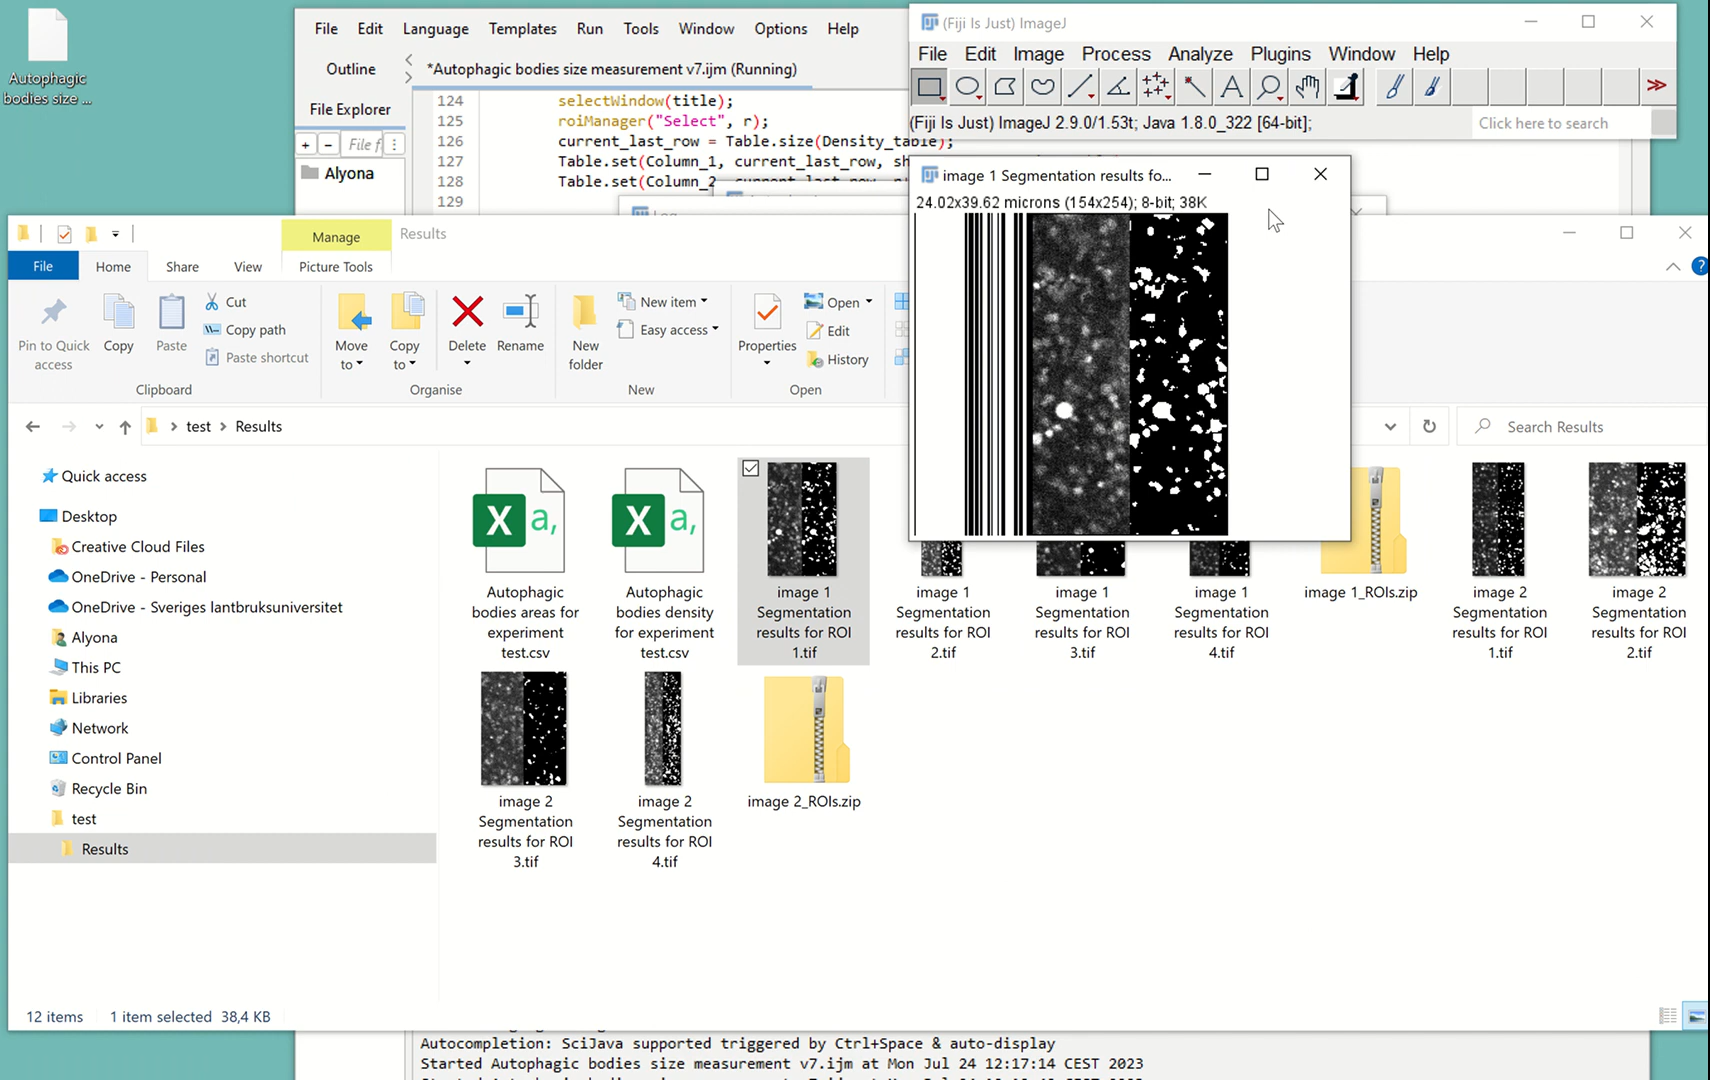 Autophagic
bodies size ...
File Edit Language Templates Run Tools Window Options Help
Outline
*Autophagic bodies size measurement v7.ijm (Running)
File Explorer
+ - File f
Alyona
124 selectWindow(title);
125 roiManager("Select", r);
126 current_last_row = Table.size(Density_table);
127 Table.set(Column_1, current_last_row, sh
128 Table.set(Column_2
129
(Fiji Is Just) ImageJ
File Edit Image Process Analyze Plugins Window Help
(Fiji Is Just) ImageJ 2.9.0/1.53t; Java 1.8.0_322 [64-bit];
Click here to search
image 1 Segmentation results fo...
24.02x39.62 microns (154x254); 8-bit; 38K
Manage
Results
File Home Share View Picture Tools
Pin to Quick
access
Copy
Paste
Cut
Copy path
Paste shortcut
Clipboard
Move
to
Copy
to
Delete
Rename
Organise
New
folder
New item
Easy access
New
Properties
Open
Edit
History
Open
test Results
Search Results
Quick access
Desktop
Creative Cloud Files
OneDrive - Personal
OneDrive - Sveriges lantbruksuniversitet
Alyona
This PC
Libraries
Network
Control Panel
Recycle Bin
test
Results
Autophagic
bodies areas for
experiment
test.csv
Autophagic
bodies density
for experiment
test.csv
image 1
Segmentation
results for ROI
1.tif
image 1
Segmentation
results for ROI
2.tif
image 1
Segmentation
results for ROI
3.tif
image 1
Segmentation
results for ROI
4.tif
image 1_ROIs.zip
image 2
Segmentation
results for ROI
1.tif
image 2
Segmentation
results for ROI
2.tif
image 2
Segmentation
results for ROI
3.tif
image 2
Segmentation
results for ROI
4.tif
image 2_ROIs.zip
12 items 1 item selected 38,4 KB
Autocompletion: SciJava supported triggered by Ctrl+Space & auto-display
Started Autophagic bodies size measurement v7.ijm at Mon Jul 24 12:17:14 CEST 2023